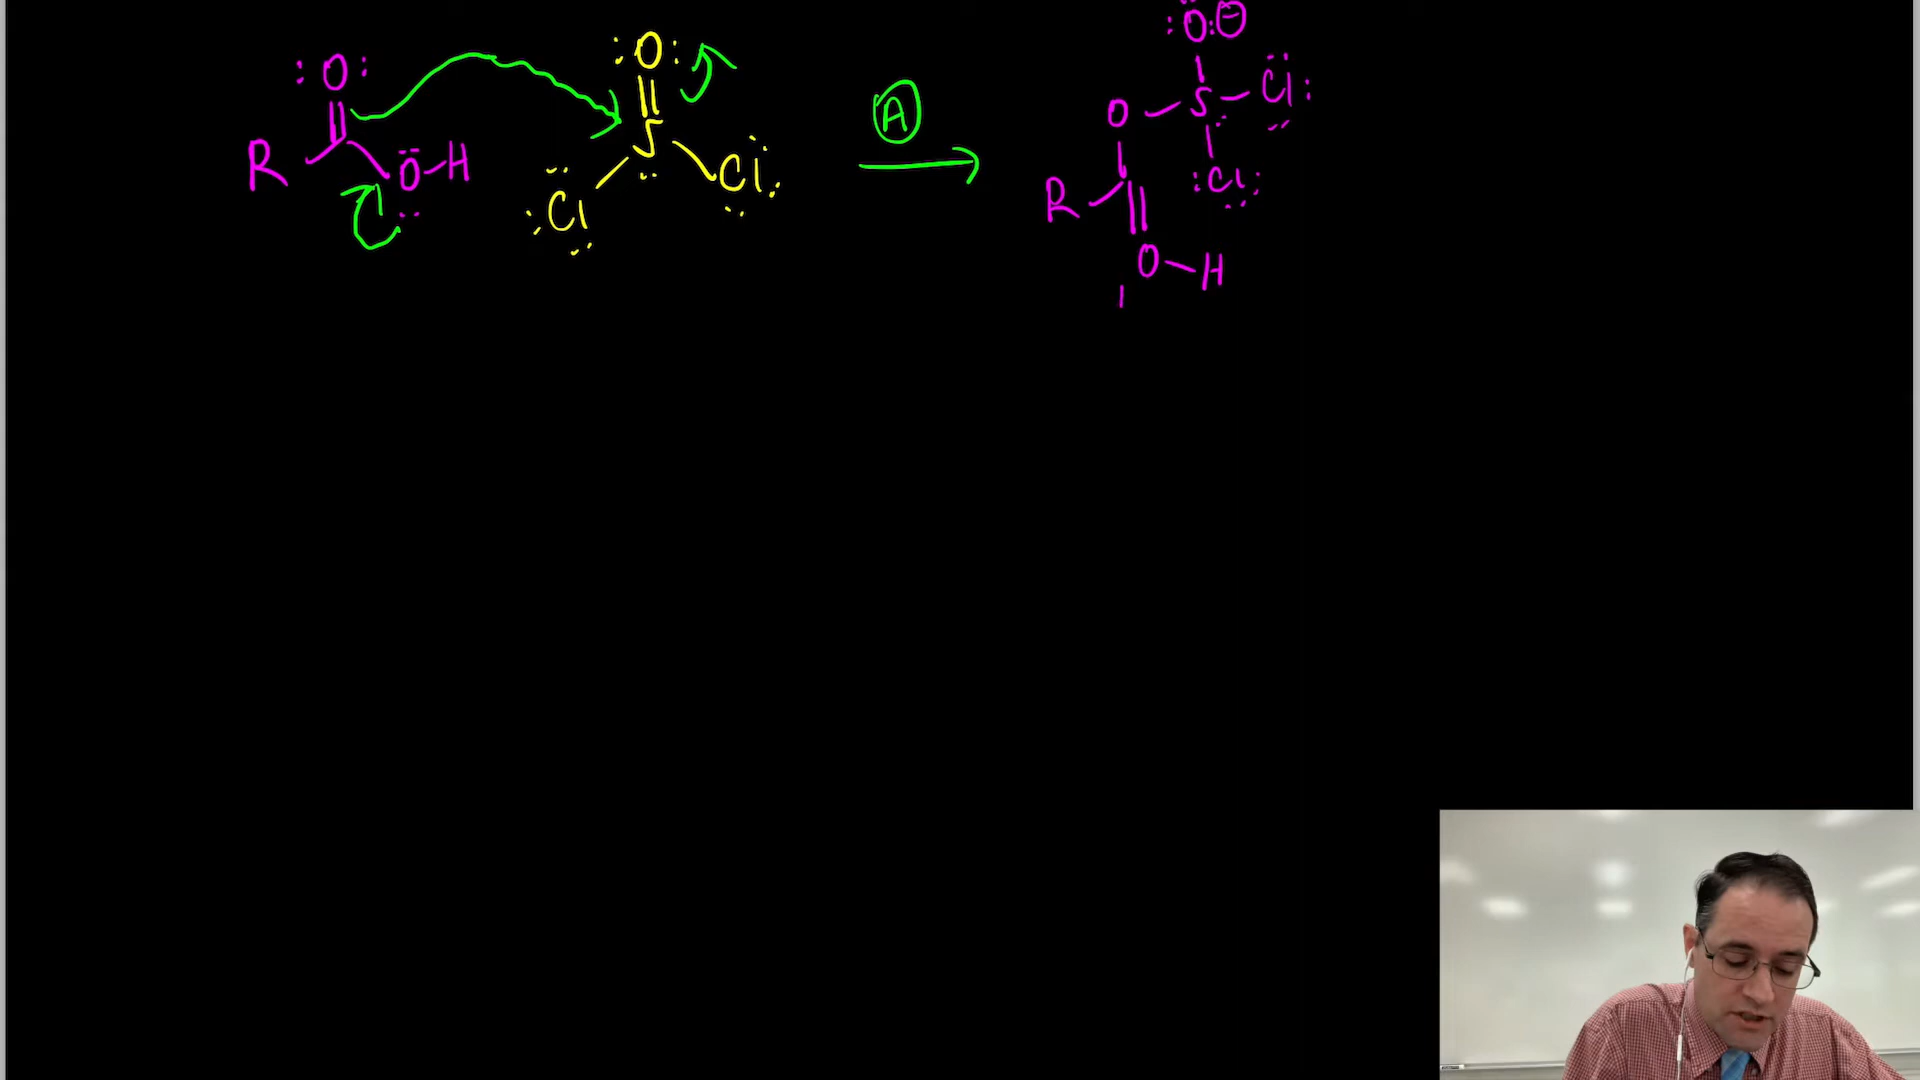 :O: :O: :O:⊖
R O-H S Cl Cl Ⓐ O S Cl: :Cl:
R O-H